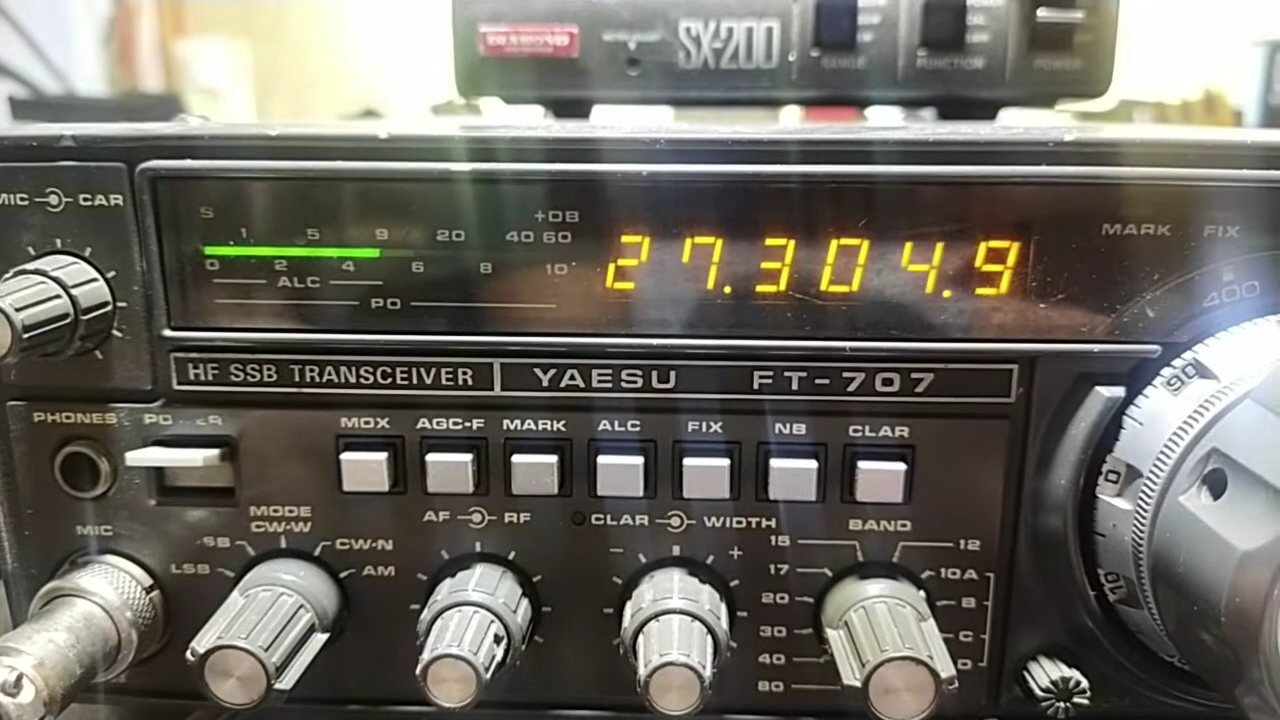 DIAMOND
SX-200
RANGE
FUNCTION
POWER
MIC CAR
S
+DB
1 5 9 20 40 60
0 2 4 6 8 10
ALC
PO
27.304.9
MARK FIX
400
90
0
10
HF SSB TRANSCEIVER YAESU FT-707
PHONES
MOX AGC-F MARK ALC FIX NB CLAR
MIC
MODE
CW-W
CW-N
LSB
AM
AF RF
CLAR WIDTH
- +
BAND
15 12
17 10A
20 B
30 C
40 D
80